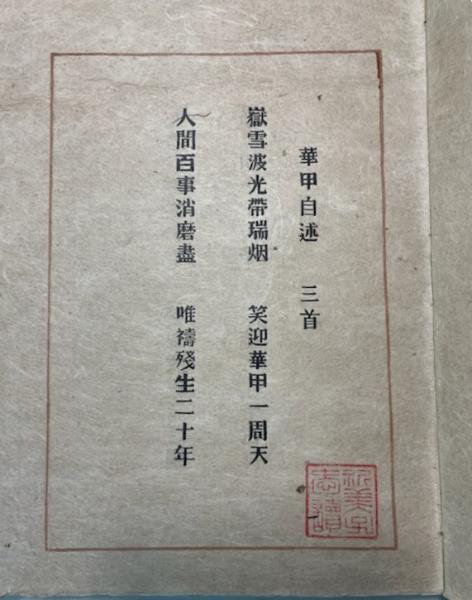 華甲自述　三首
嶽雪波光帶瑞烟　笑迎華甲一周天
人間百事消磨盡　唯禱殘生二十年